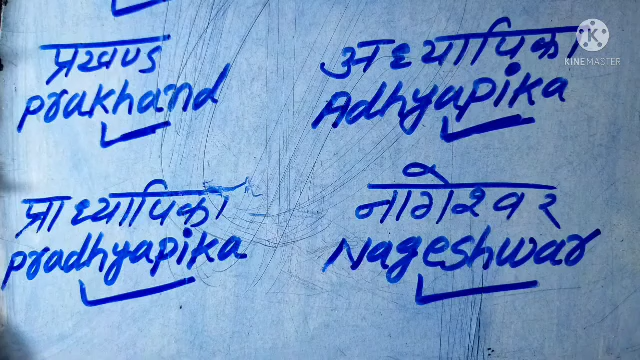 प्रखण्ड
Prakhand
अध्यापिका
Adhyapika
KINEMASTER
प्राध्यापिका
Pradhyapika
नागेश्वर
Nageshwar